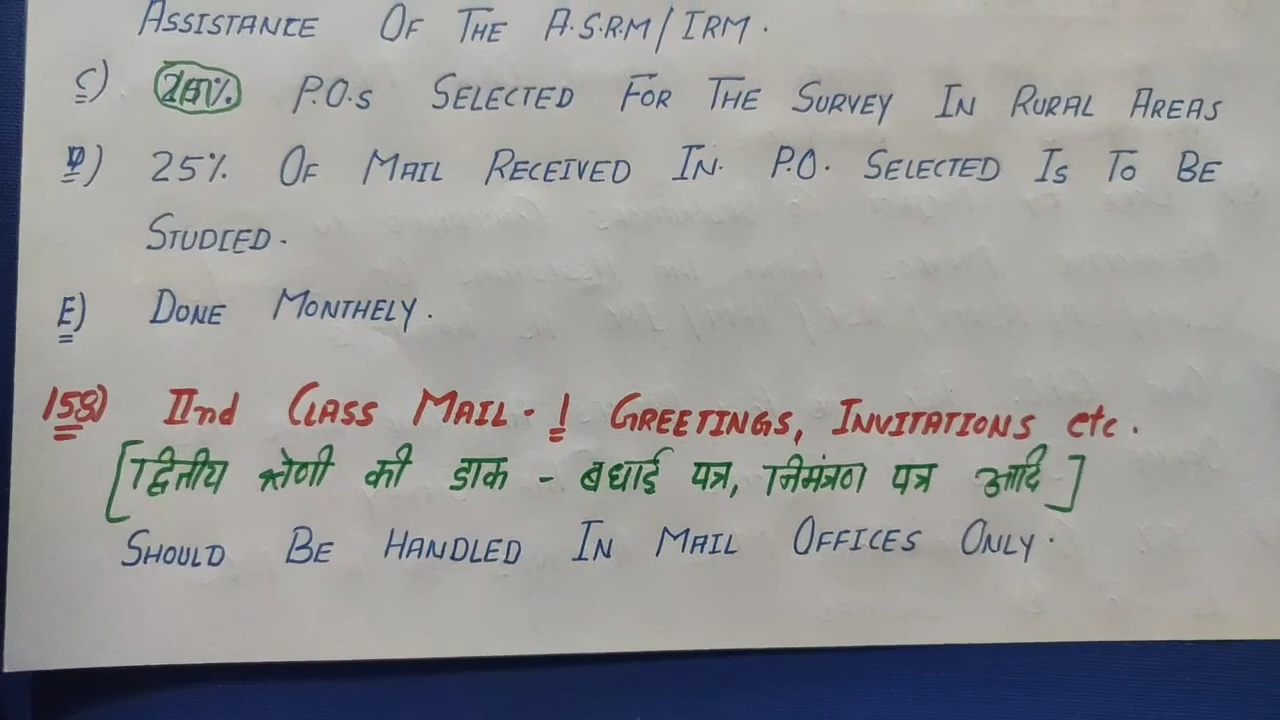 ASSISTANCE OF THE A.S.R.M/IRM.
C) P.O.s SELECTED FOR THE SURVEY IN RURAL AREAS
D) 25% OF MAIL RECEIVED IN. P.O. SELECTED IS TO BE
STUDIED.
E) DONE MONTHELY.
158) IInd CLASS MAIL-! GREETINGS, INVITATIONS etc.
[द्वितीय श्रेणी की डाक - बधाई पत्र, निमंत्रण पत्र आदि]
SHOULD BE HANDLED IN MAIL OFFICES ONLY.